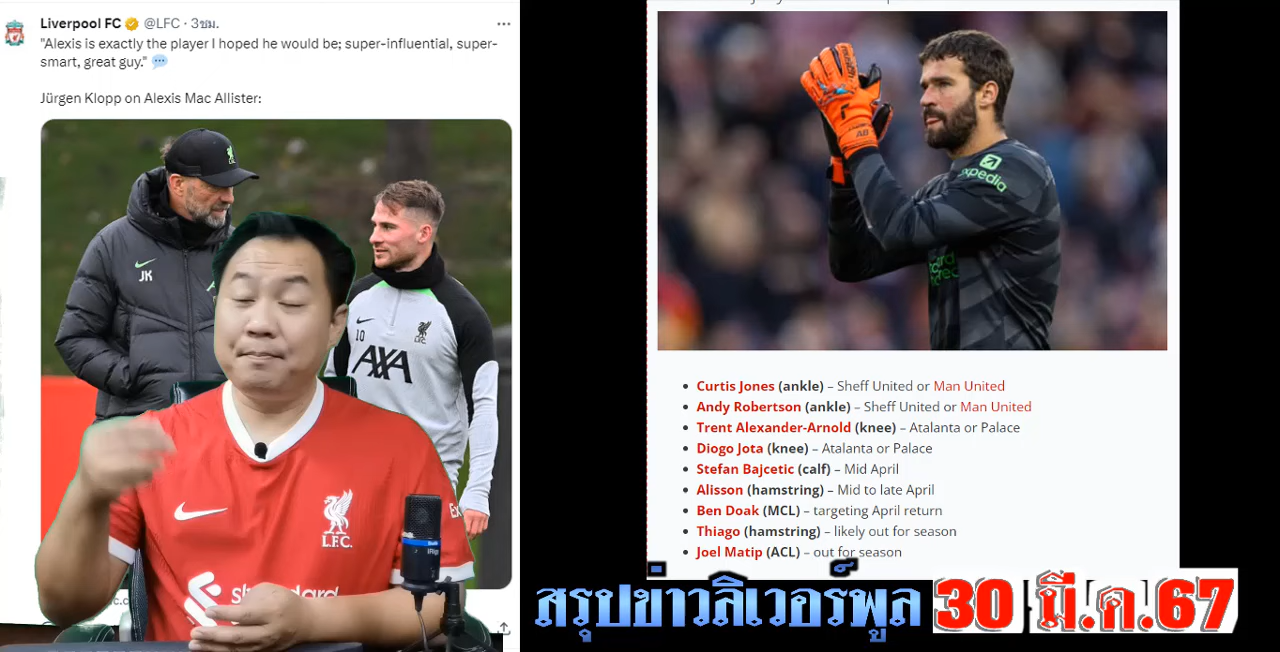 Liverpool FC @LFC · 3ชม.
"Alexis is exactly the player I hoped he would be; super-influential, super-
smart, great guy." 💬
Jürgen Klopp on Alexis Mac Allister:
JK
10
AXA
L.F.C.
expedia
AB
L.F.C.
iRig
Curtis Jones (ankle) – Sheff United or Man United
Andy Robertson (ankle) – Sheff United or Man United
Trent Alexander-Arnold (knee) – Atalanta or Palace
Diogo Jota (knee) – Atalanta or Palace
Stefan Bajcetic (calf) – Mid April
Alisson (hamstring) – Mid to late April
Ben Doak (MCL) – targeting April return
Thiago (hamstring) – likely out for season
Joel Matip (ACL) – out for season
สรุปข่าวลิเวอร์พูล 30 มี.ค.67